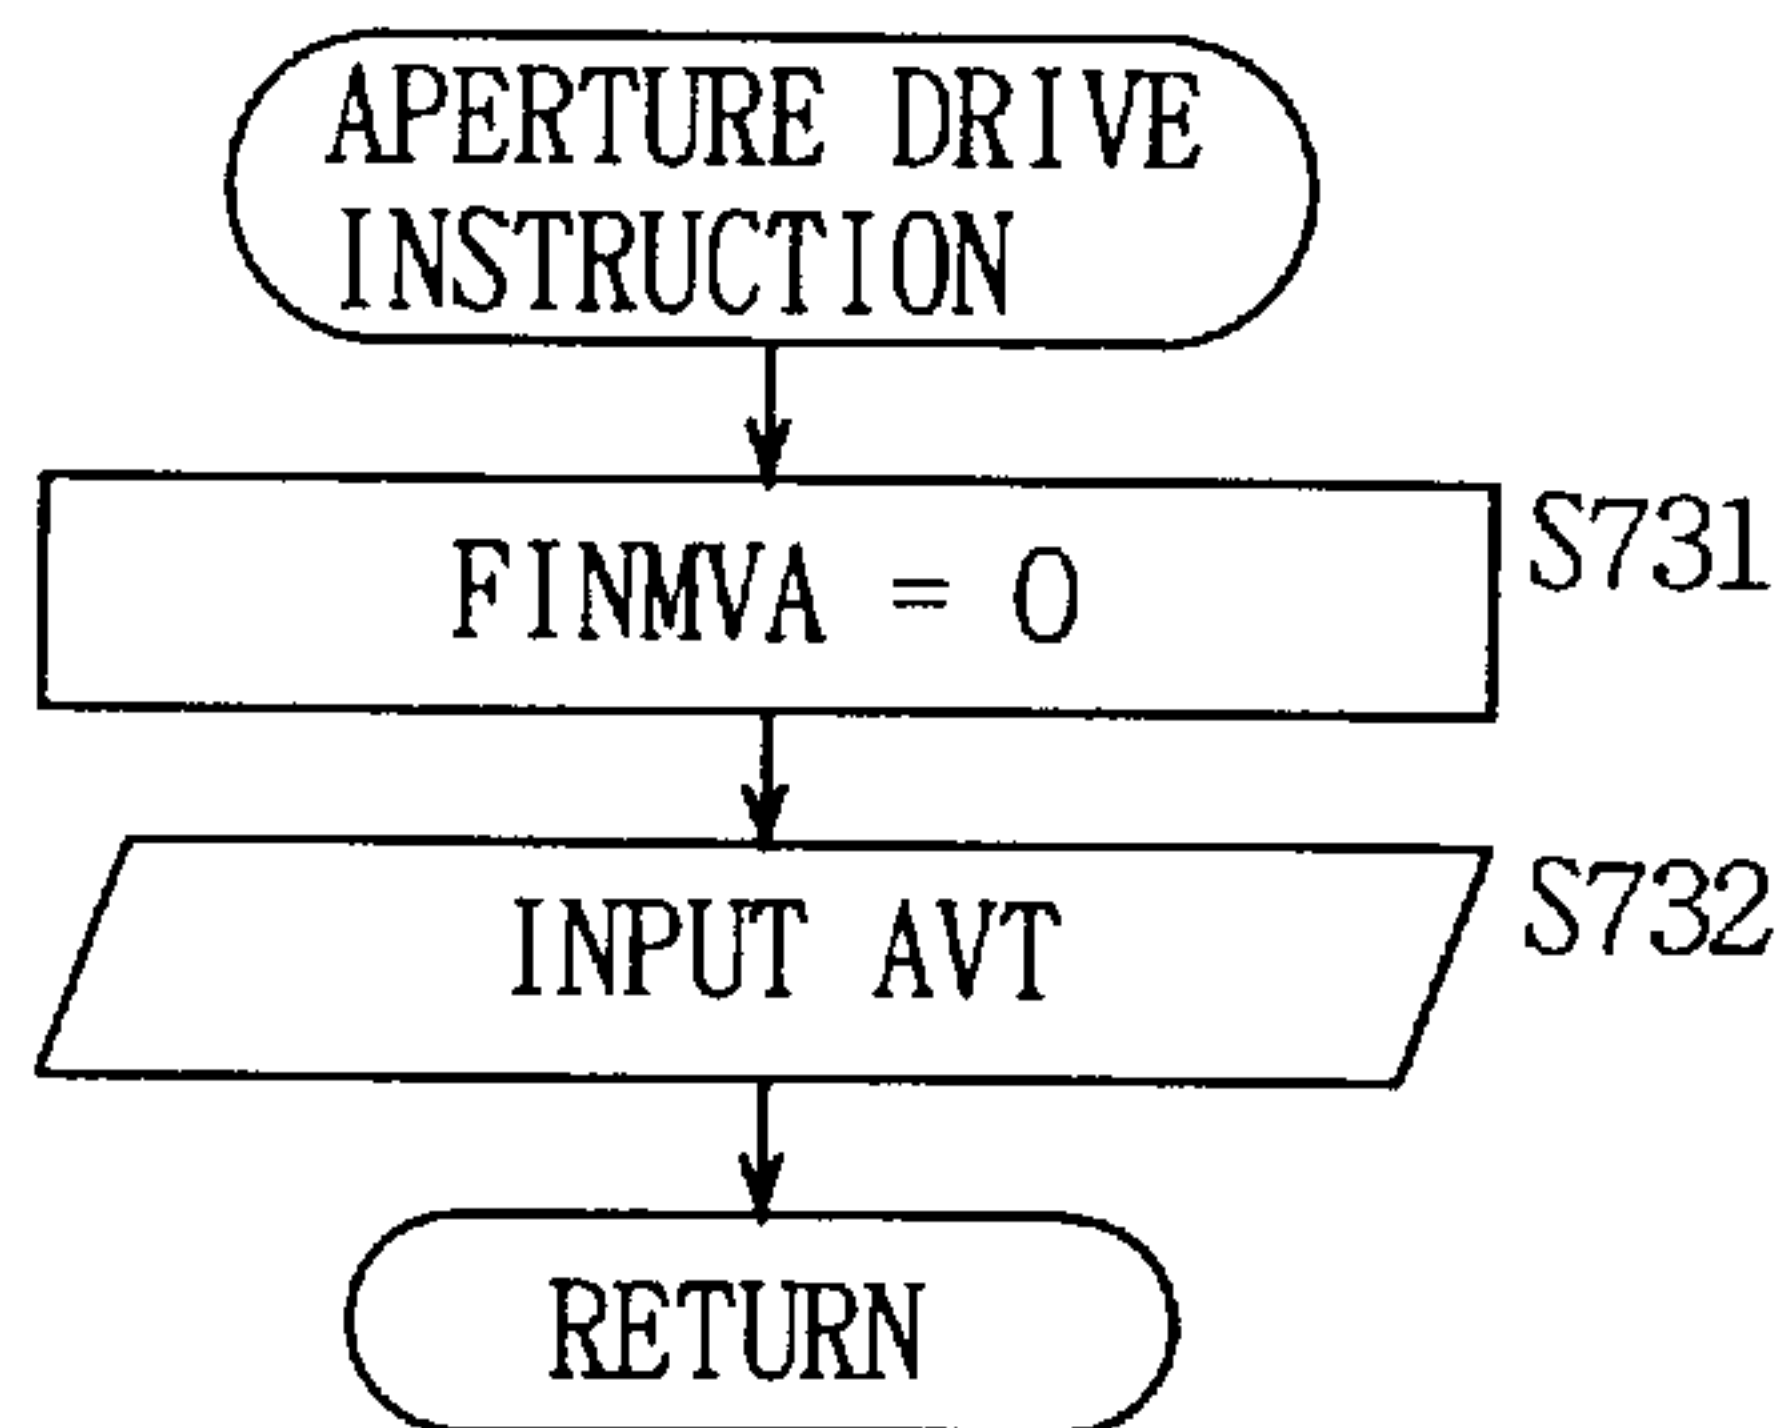 APERTURE DRIVE
INSTRUCTION
FINMVA = 0
S731
INPUT AVT
S732
RETURN